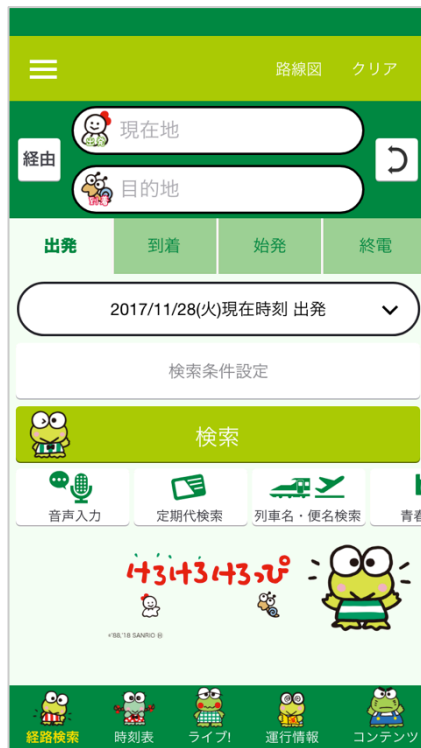 路線図 クリア
経由
現在地
出発
目的地
到着
出発 到着 始発 終電
2017/11/28(火)現在時刻 出発
検索条件設定
検索
音声入力 定期代検索 列車名・便名検索 青春
けろけろけろっぴ
©'88,'18 SANRIO ®
経路検索 時刻表 ライブ! 運行情報 コンテンツ